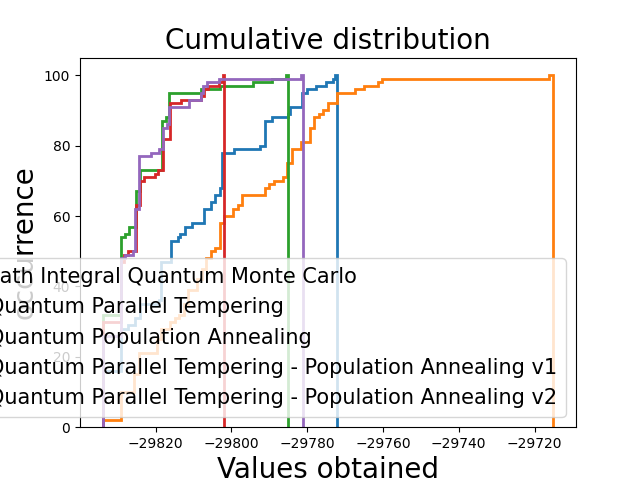 Cumulative distribution
100
80
60
40
20
0
occurrence
ath Integral Quantum Monte Carlo
Quantum Parallel Tempering
Quantum Population Annealing
Quantum Parallel Tempering - Population Annealing v1
Quantum Parallel Tempering - Population Annealing v2
−29820 −29800 −29780 −29760 −29740 −29720
Values obtained